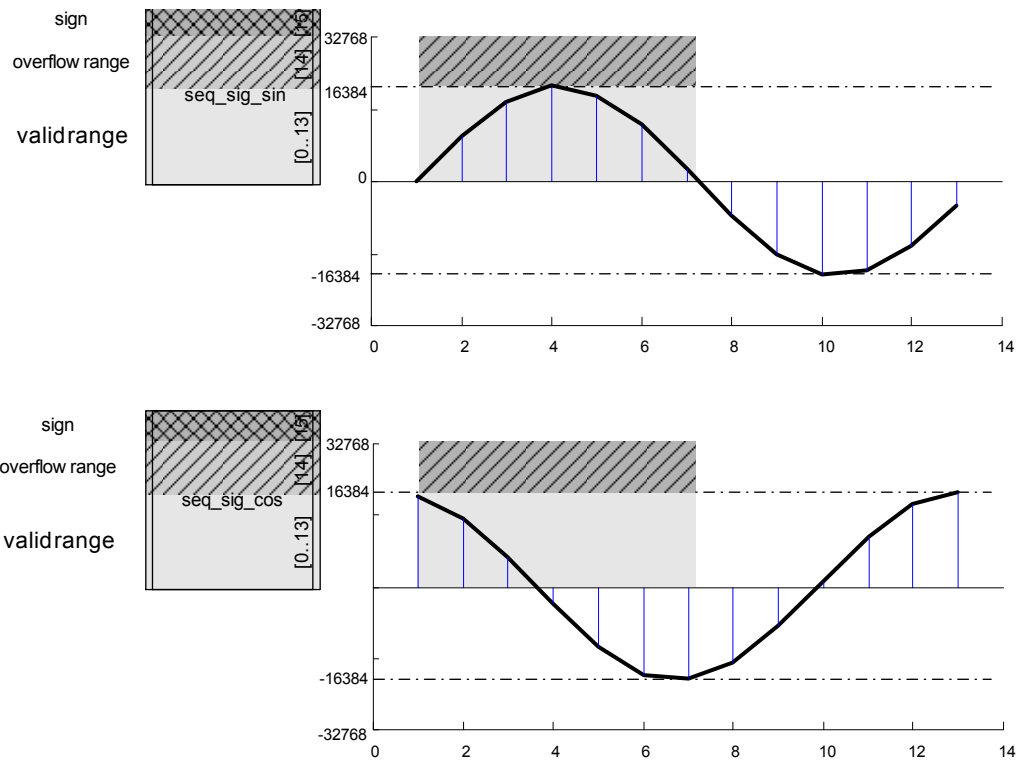 sign
[15]
overflow range
[14]
seq_sig_sin
validrange
[0..13]
32768
16384
0
-16384
-32768
0 2 4 6 8 10 12 14
sign
[15]
overflow range
[14]
seq_sig_cos
validrange
[0..13]
32768
16384
-16384
-32768
0 2 4 6 8 10 12 14